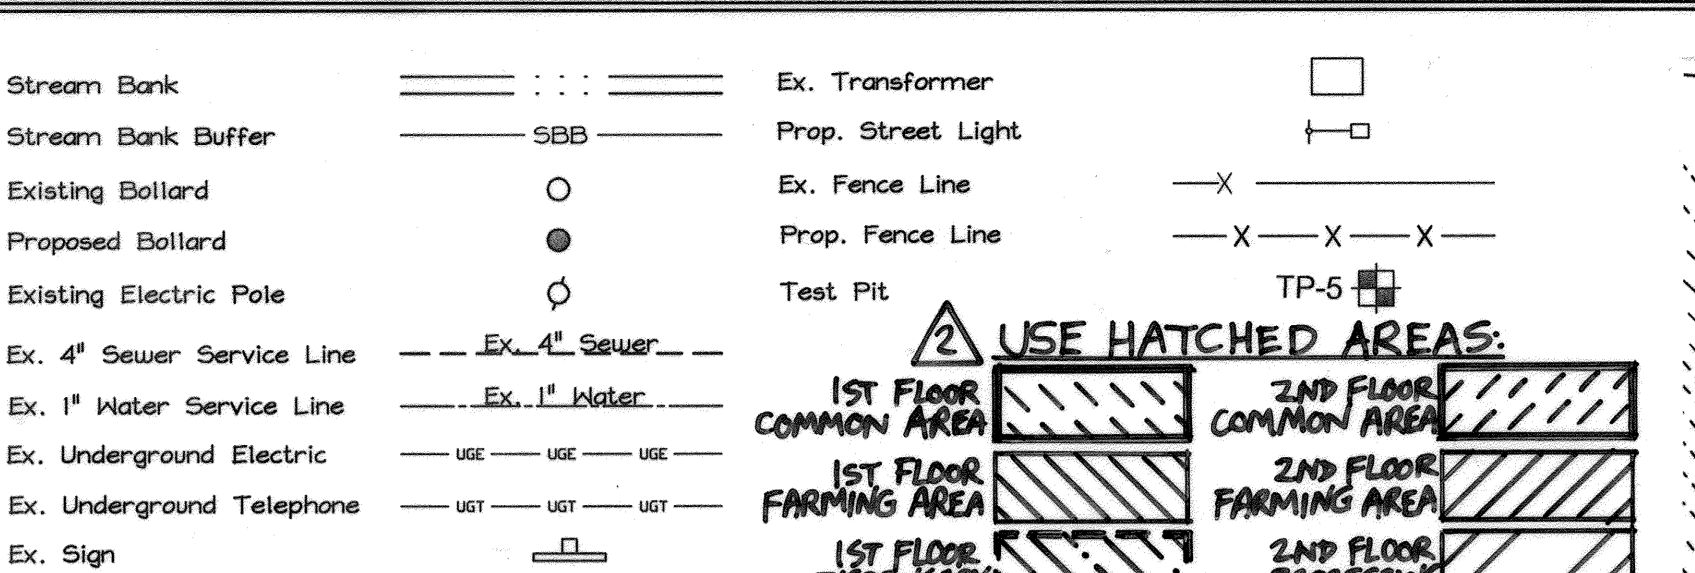 Stream Bank
Stream Bank Buffer SBB
Existing Bollard
Proposed Bollard
Existing Electric Pole
Ex. 4" Sewer Service Line Ex. 4" Sewer
Ex. 1" Water Service Line Ex. 1" Water
Ex. Underground Electric UGE UGE UGE
Ex. Underground Telephone UGT UGT UGT
Ex. Sign
Ex. Transformer
Prop. Street Light
Ex. Fence Line X
Prop. Fence Line X X X
Test Pit TP-5
2 USE HATCHED AREAS:
1ST FLOOR
COMMON AREA
2ND FLOOR
COMMON AREA
1ST FLOOR
FARMING AREA
2ND FLOOR
FARMING AREA
1ST FLOOR
2ND FLOOR